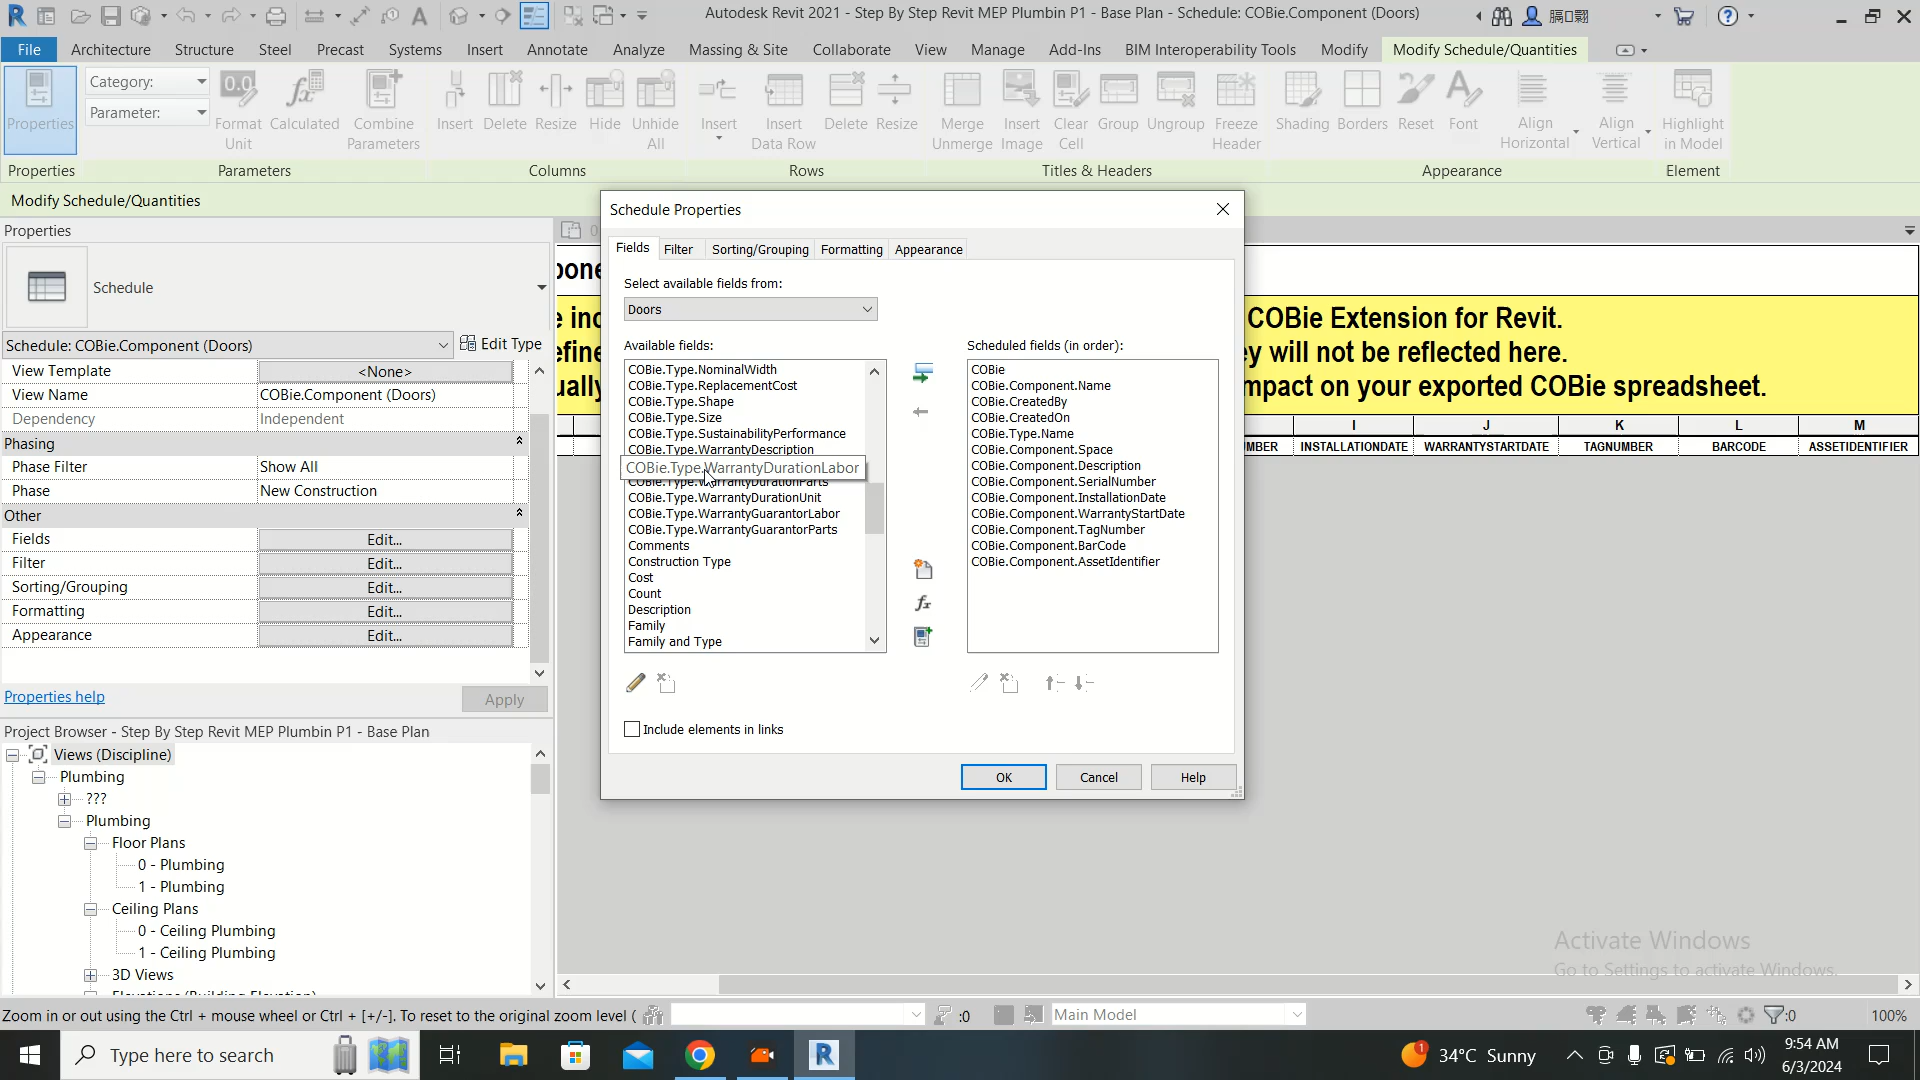 Autodesk Revit 2021 - Step By Step Revit MEP Plumbin P1 - Base Plan - Schedule: COBie.Component (Doors)
File Architecture Structure Steel Precast Systems Insert Annotate Analyze Massing & Site Collaborate View Manage Add-Ins BIM Interoperability Tools Modify Modify Schedule/Quantities
Properties Category: Parameter: Format Unit Calculated Combine Parameters Insert Delete Resize Hide Unhide All Insert Insert Data Row Delete Resize Merge Unmerge Insert Image Clear Cell Group Ungroup Freeze Header Shading Borders Reset Font Align Horizontal Align Vertical Highlight in Model
Properties Parameters Columns Rows Titles & Headers Appearance Element
Modify Schedule/Quantities
Properties
Schedule
Schedule: COBie.Component (Doors) Edit Type
View Template <None>
View Name COBie.Component (Doors)
Dependency Independent
Phasing
Phase Filter Show All
Phase New Construction
Other
Fields Edit...
Filter Edit...
Sorting/Grouping Edit...
Formatting Edit...
Appearance Edit...
Properties help Apply
Project Browser - Step By Step Revit MEP Plumbin P1 - Base Plan
Views (Discipline)
Plumbing
???
Plumbing
Floor Plans
0 - Plumbing
1 - Plumbing
Ceiling Plans
0 - Ceiling Plumbing
1 - Ceiling Plumbing
3D Views
Schedule Properties
Fields Filter Sorting/Grouping Formatting Appearance
Select available fields from:
Doors
Available fields:
COBie.Type.NominalWidth
COBie.Type.ReplacementCost
COBie.Type.Shape
COBie.Type.Size
COBie.Type.SustainabilityPerformance
COBie.Type.WarrantyDescription
COBie.Type.WarrantyDurationLabor
COBie.Type.WarrantyDurationParts
COBie.Type.WarrantyDurationUnit
COBie.Type.WarrantyGuarantorLabor
COBie.Type.WarrantyGuarantorParts
Comments
Construction Type
Cost
Count
Description
Family
Family and Type
Scheduled fields (in order):
COBie
COBie.Component.Name
COBie.CreatedBy
COBie.CreatedOn
COBie.Type.Name
COBie.Component.Space
COBie.Component.Description
COBie.Component.SerialNumber
COBie.Component.InstallationDate
COBie.Component.WarrantyStartDate
COBie.Component.TagNumber
COBie.Component.BarCode
COBie.Component.AssetIdentifier
Include elements in links
OK Cancel Help
COBie Extension for Revit.
ey will not be reflected here.
mpact on your exported COBie spreadsheet.
I J K L M
MBER INSTALLATIONDATE WARRANTYSTARTDATE TAGNUMBER BARCODE ASSETIDENTIFIER
Activate Windows
Go to Settings to activate Windows.
Zoom in or out using the Ctrl + mouse wheel or Ctrl + [+/-]. To reset to the original zoom level ( :0 Main Model :0 100%
Type here to search 34°C Sunny 9:54 AM
6/3/2024